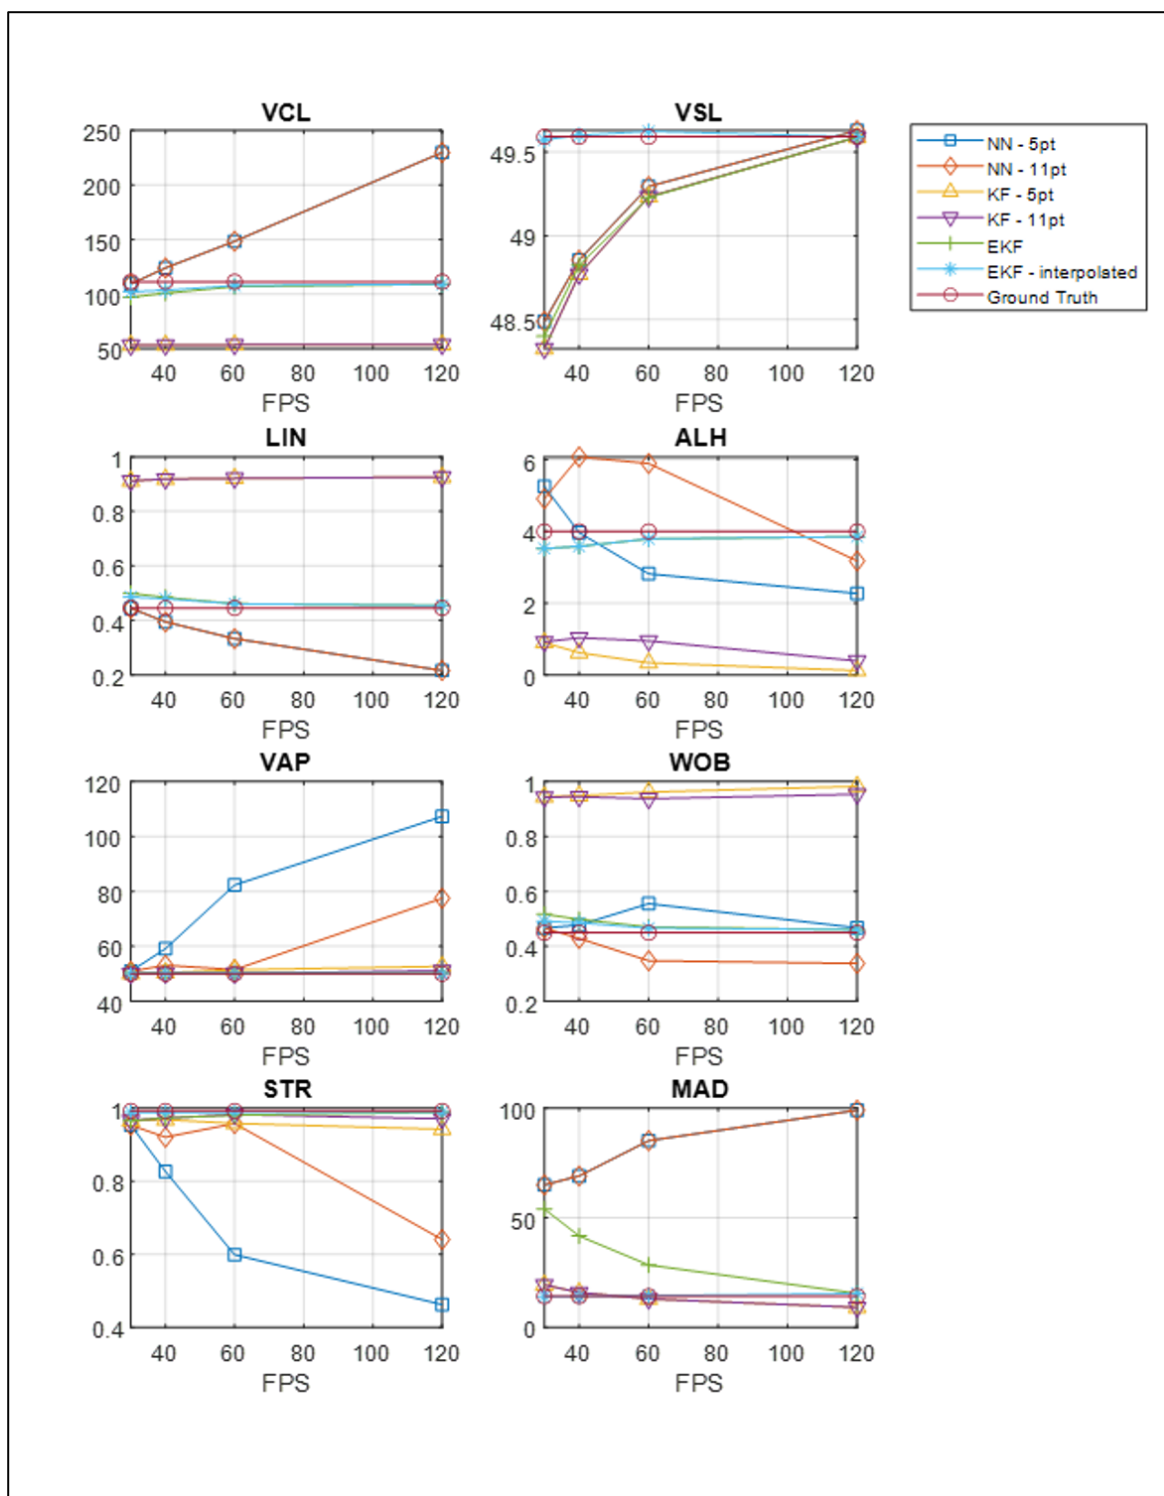 VCL
250
200
150
100
50
40 60 80 100 120
FPS
VSL
49.5
49
48.5
40 60 80 100 120
FPS
NN - 5pt
NN - 11pt
KF - 5pt
KF - 11pt
EKF
EKF - interpolated
Ground Truth
LIN
1
0.8
0.6
0.4
0.2
40 60 80 100 120
FPS
ALH
6
4
2
0
40 60 80 100 120
FPS
VAP
120
100
80
60
40
40 60 80 100 120
FPS
WOB
1
0.8
0.6
0.4
0.2
40 60 80 100 120
FPS
STR
1
0.8
0.6
0.4
40 60 80 100 120
FPS
MAD
100
50
0
40 60 80 100 120
FPS